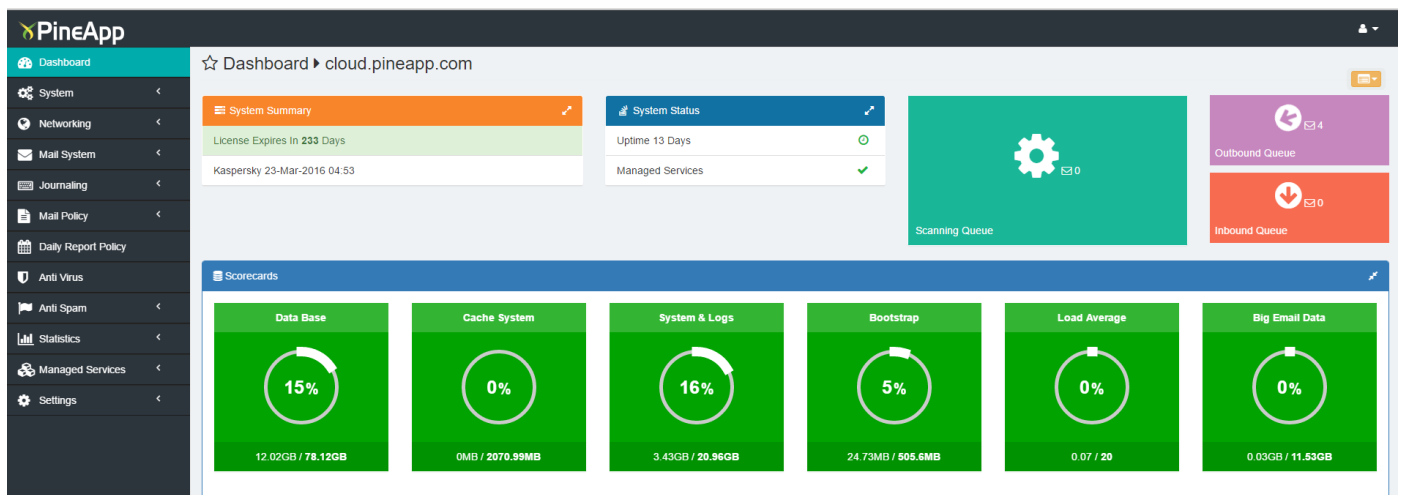 PineApp
Dashboard
System
Networking
Mail System
Journaling
Mail Policy
Daily Report Policy
Anti Virus
Anti Spam
Statistics
Managed Services
Settings
Dashboard cloud.pineapp.com
System Summary
License Expires In 233 Days
Kaspersky 23-Mar-2016 04:53
System Status
Uptime 13 Days
Managed Services
0
Scanning Queue
4
Outbound Queue
0
Inbound Queue
Scorecards
Data Base
15%
12.02GB / 78.12GB
Cache System
0%
0MB / 2070.99MB
System & Logs
16%
3.43GB / 20.96GB
Bootstrap
5%
24.73MB / 505.6MB
Load Average
0%
0.07 / 20
Big Email Data
0%
0.03GB / 11.53GB